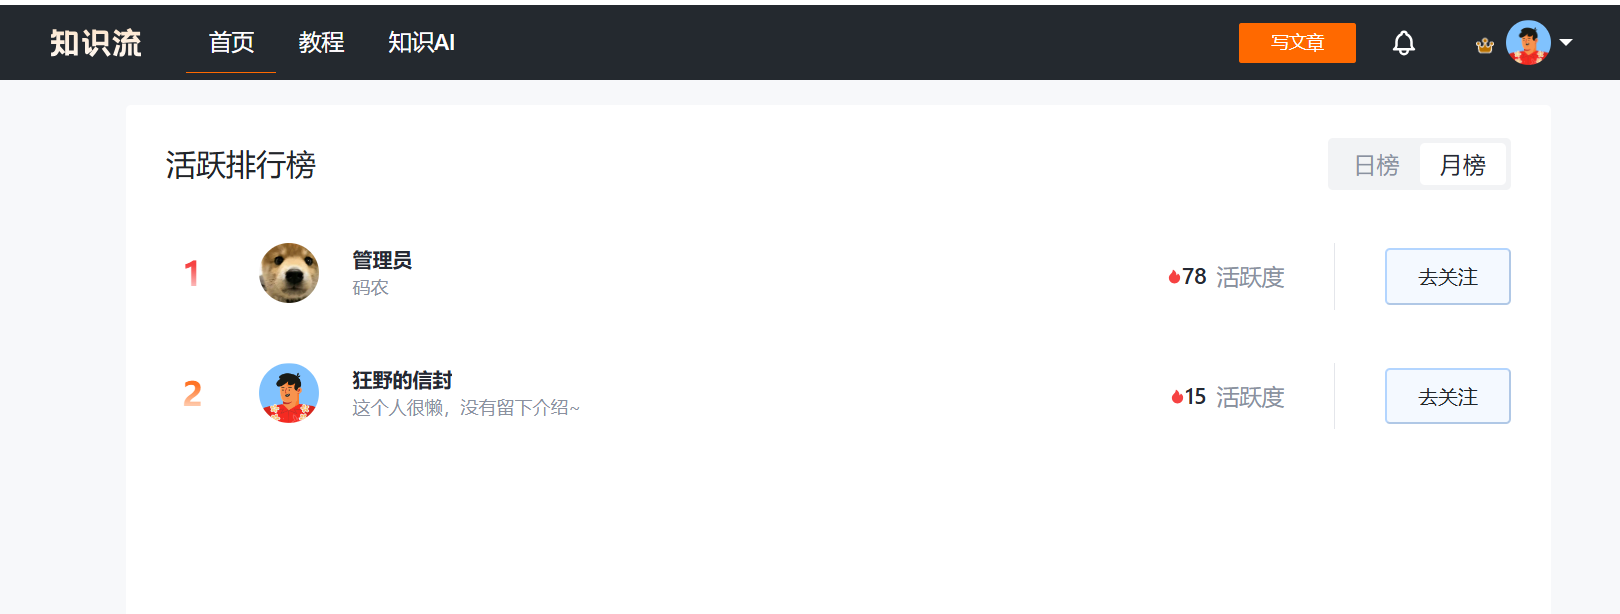 知识流 首页 教程 知识AI 写文章
活跃排行榜 日榜 月榜
1 管理员 78 活跃度 去关注
码农
2 狂野的信封 15 活跃度 去关注
这个人很懒，没有留下介绍~